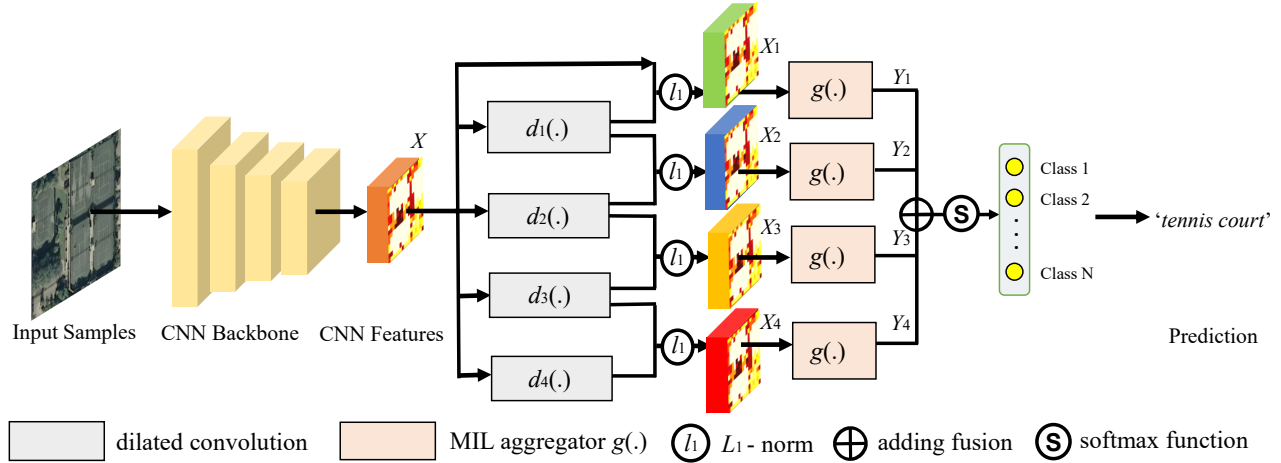 X
d1(.)
d2(.)
d3(.)
d4(.)
l1
l1
l1
l1
X1
X2
X3
X4
g(.)
g(.)
g(.)
g(.)
Y1
Y2
Y3
Y4
S
Class 1
Class 2
Class N
‘tennis court’
Input Samples
CNN Backbone
CNN Features
Prediction
dilated convolution
MIL aggregator g(.)
l1
L1 - norm
adding fusion
S
softmax function